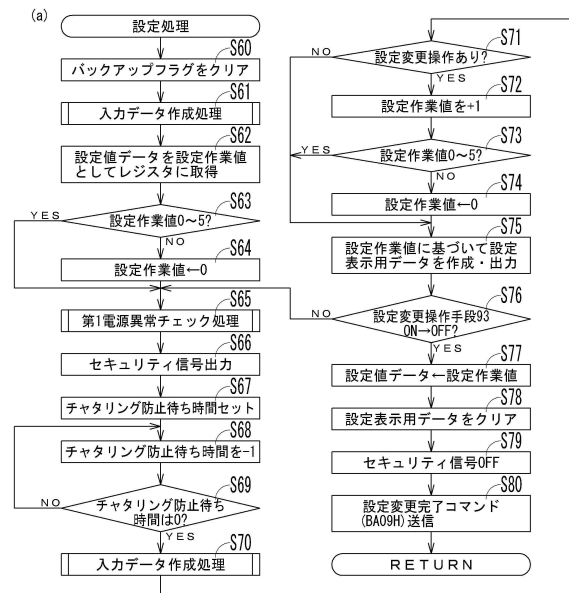 (a)
設定処理
S60
バックアップフラグをクリア
S61
入力データ作成処理
S62
設定値データを設定作業値
としてレジスタに取得
S63
YES
設定作業値0～5?
NO
S64
設定作業値←0
S65
第1電源異常チェック処理
S66
セキュリティ信号出力
S67
チャタリング防止待ち時間セット
S68
チャタリング防止待ち時間を-1
S69
NO
チャタリング防止待ち
時間は0?
YES
S70
入力データ作成処理
S71
NO
設定変更操作あり?
YES
S72
設定作業値を+1
S73
YES
設定作業値0～5?
NO
S74
設定作業値←0
S75
設定作業値に基づいて設定
表示用データを作成・出力
S76
NO
設定変更操作手段93
ON→OFF?
YES
S77
設定値データ←設定作業値
S78
設定表示用データをクリア
S79
セキュリティ信号OFF
S80
設定変更完了コマンド
(BA09H)送信
RETURN